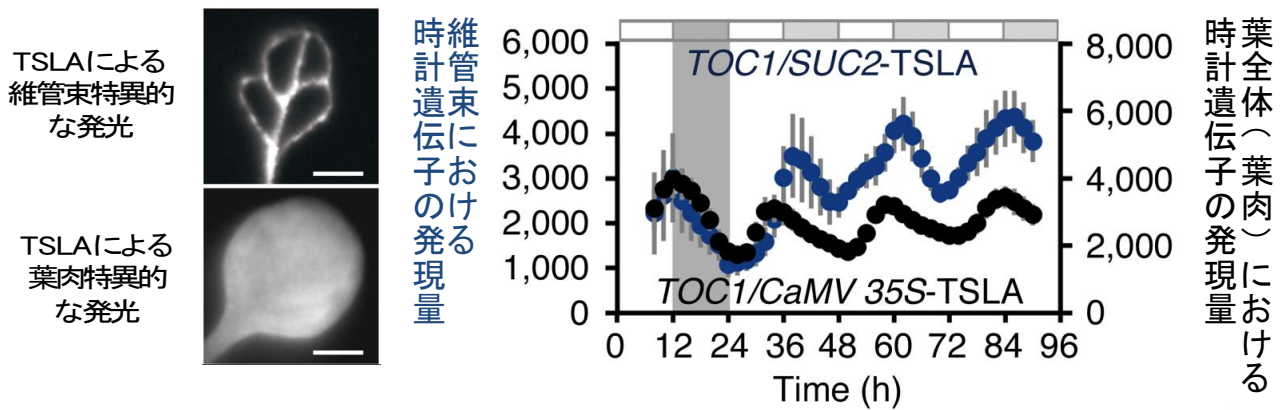 TSLAによる
維管束特異的
な発光
TSLAによる
葉肉特異的
な発光
維管束における
時計遺伝子の発現量
6,000
5,000
4,000
3,000
2,000
1,000
0
TOC1/SUC2-TSLA
TOC1/CaMV 35S-TSLA
8,000
6,000
4,000
2,000
0
0 12 24 36 48 60 72 84 96
Time (h)
葉全体（葉肉）における
時計遺伝子の発現量